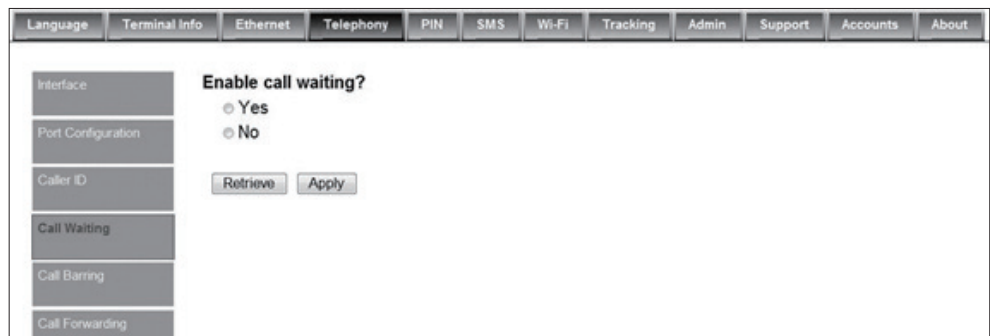 Language Terminal Info Ethernet Telephony PIN SMS Wi-Fi Tracking Admin Support Accounts About
Interface
Port Configuration
Caller ID
Call Waiting
Call Barring
Call Forwarding
Enable call waiting?
Yes
No
Retrieve Apply